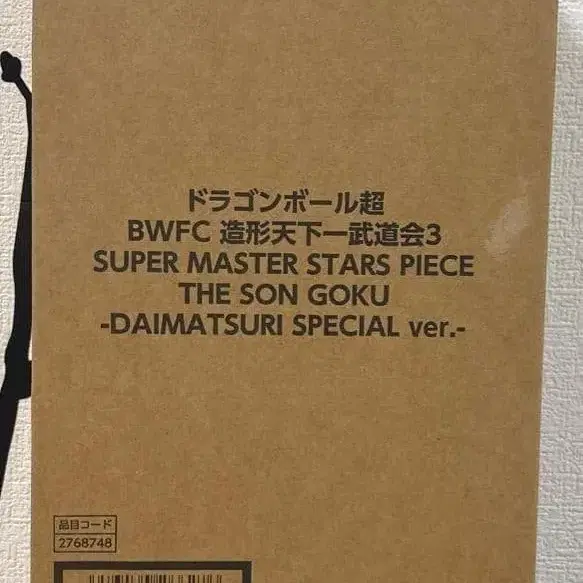 ドラゴンボール超
BWFC 造形天下一武道会3
SUPER MASTER STARS PIECE
THE SON GOKU
-DAIMATSURI SPECIAL ver.-
品目コード
2768748